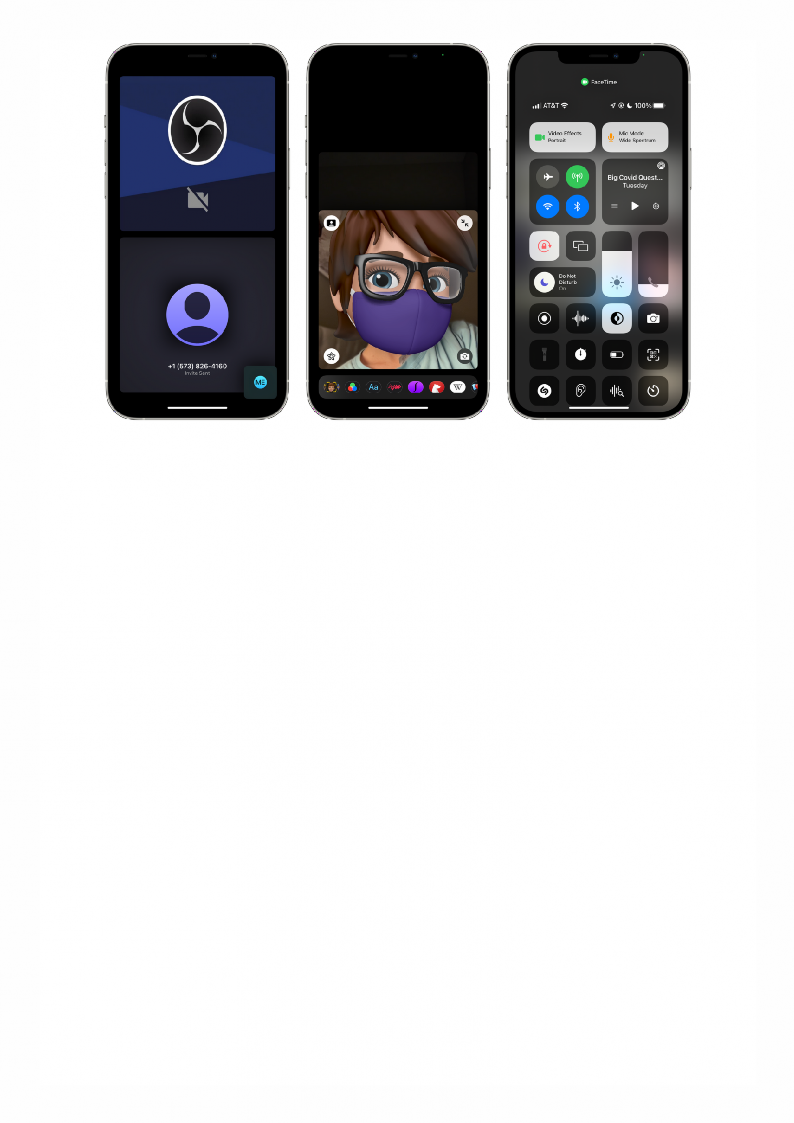 +1 (673) 826-4160
Invite Sent
ME
Aa
FaceTime
AT&T
100%
Video Effects
Portrait
Mic Mode
Wide Spectrum
Big Covid Quest...
Tuesday
Do Not
Disturb
On